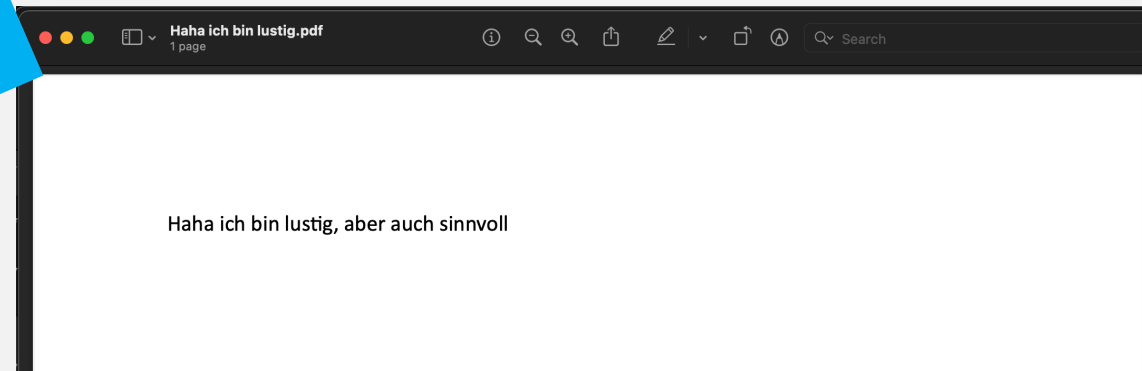 Haha ich bin lustig.pdf
1 page
Search
Haha ich bin lustig, aber auch sinnvoll